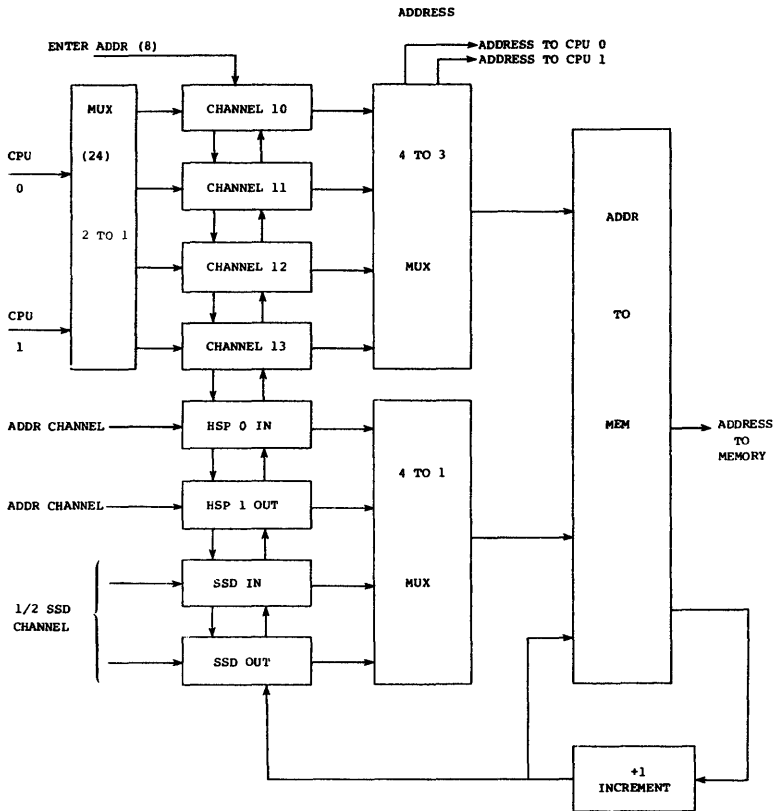 ADDRESS
ENTER ADDR (8)
ADDRESS TO CPU 0
ADDRESS TO CPU 1
MUX
(24)
2 TO 1
CPU
0
CPU
1
CHANNEL 10
CHANNEL 11
CHANNEL 12
CHANNEL 13
4 TO 3
MUX
ADDR
TO
MEM
ADDRESS
TO
MEMORY
ADDR CHANNEL
HSP 0 IN
ADDR CHANNEL
HSP 1 OUT
4 TO 1
MUX
1/2 SSD
CHANNEL
SSD IN
SSD OUT
+1
INCREMENT